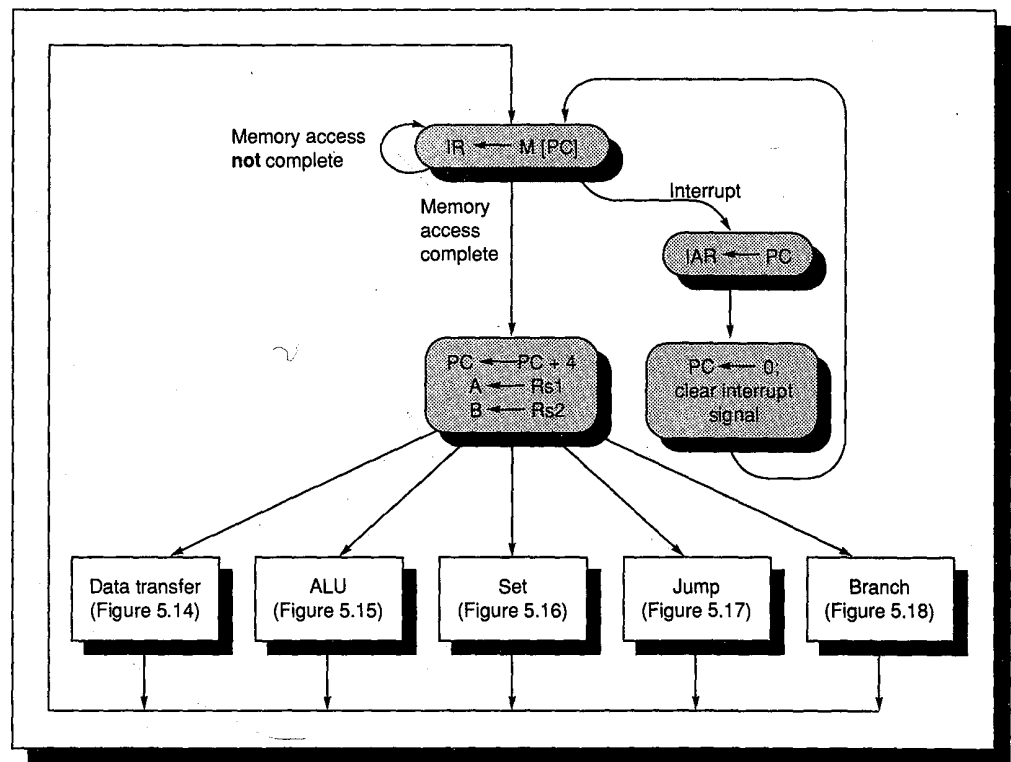 Memory access
not complete
IR ← M [PC]
Interrupt
Memory
access
complete
IAR ← PC
PC ← PC + 4
A ← Rs1
B ← Rs2
PC ← 0;
clear interrupt
signal
Data transfer
(Figure 5.14)
ALU
(Figure 5.15)
Set
(Figure 5.16)
Jump
(Figure 5.17)
Branch
(Figure 5.18)